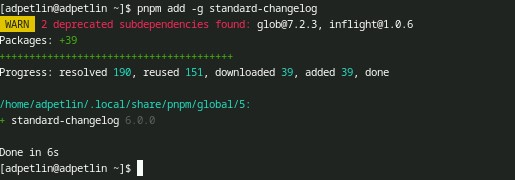 [adpetlin@adpetlin ~]$ pnpm add -g standard-changelog
WARN 2 deprecated subdependencies found: glob@7.2.3, inflight@1.0.6
Packages: +39
+++++++++++++++++++++++++++++++++++++++
Progress: resolved 190, reused 151, downloaded 39, added 39, done
/home/adpetlin/.local/share/pnpm/global/5:
+ standard-changelog 6.0.0
Done in 6s
[adpetlin@adpetlin ~]$